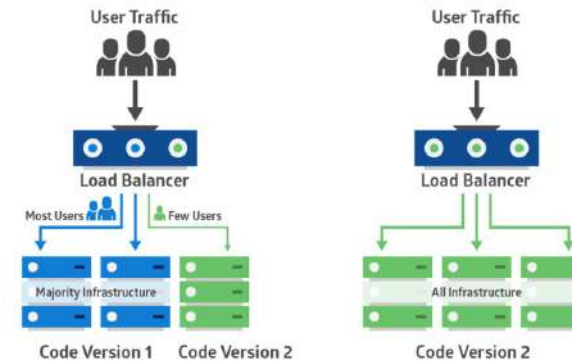 User Traffic
Load Balancer
Most Users
Few Users
Majority Infrastructure
Code Version 1
Code Version 2
User Traffic
Load Balancer
All Infrastructure
Code Version 2